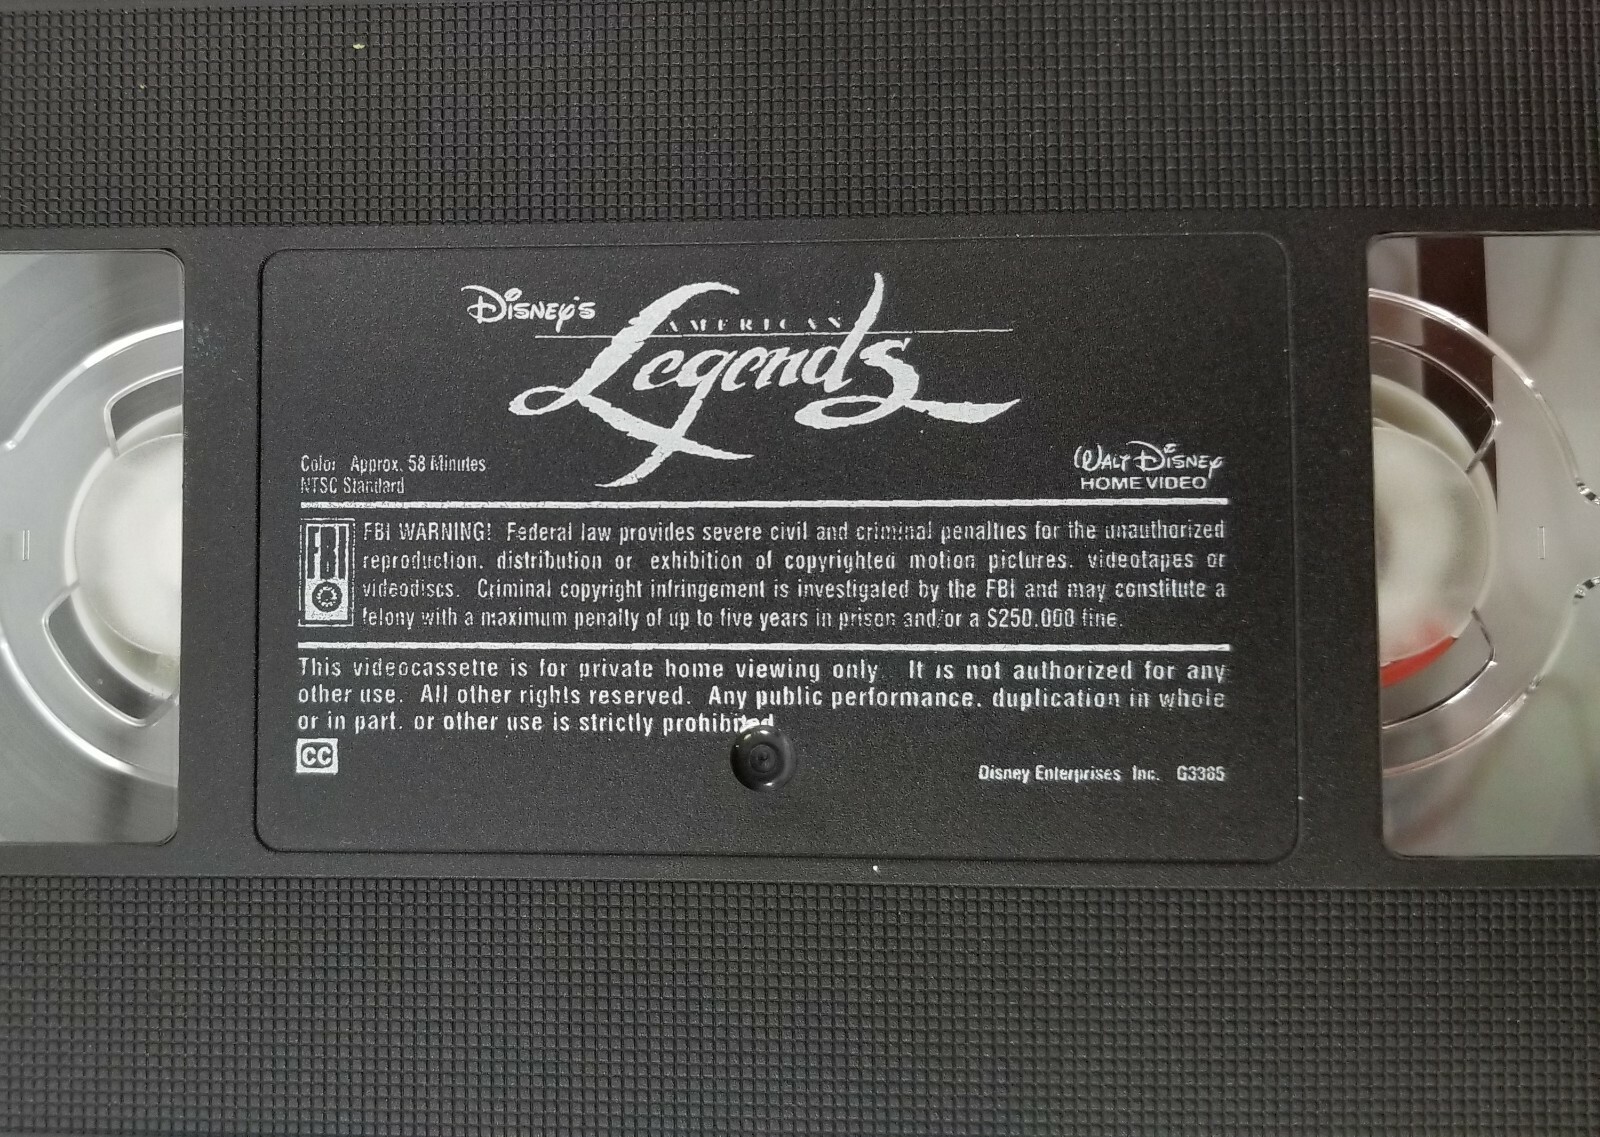 Disney's
AMERICAN
Legends
Color Approx. 58 Minutes
NTSC Standard
WALT DISNEY
HOME VIDEO
FBI
FBI WARNING! Federal law provides severe civil and criminal penalties for the unauthorized
reproduction, distribution or exhibition of copyrighted motion pictures, videotapes or
videodiscs. Criminal copyright infringement is investigated by the FBI and may constitute a
felony with a maximum penalty of up to five years in prison and/or a $250,000 fine.
This videocassette is for private home viewing only. It is not authorized for any
other use. All other rights reserved. Any public performance, duplication in whole
or in part, or other use is strictly prohibited
CC
Disney Enterprises Inc. G3385